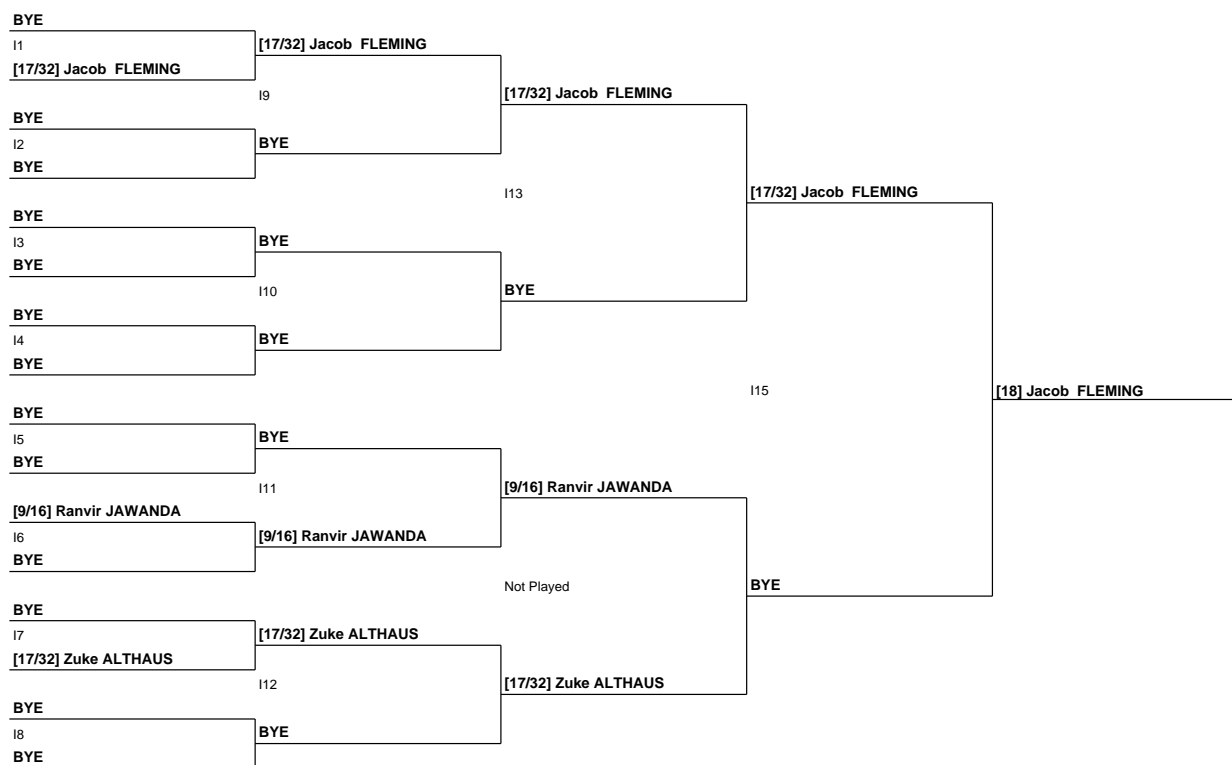 BYE
I1
[17/32] Jacob FLEMING
BYE
I2
BYE
BYE
I3
BYE
BYE
I4
BYE
BYE
I5
BYE
[9/16] Ranvir JAWANDA
I6
BYE
BYE
I7
[17/32] Zuke ALTHAUS
BYE
I8
BYE
[17/32] Jacob FLEMING
I9
BYE
BYE
I10
BYE
BYE
I11
[9/16] Ranvir JAWANDA
[17/32] Zuke ALTHAUS
I12
BYE
[17/32] Jacob FLEMING
I13
BYE
[9/16] Ranvir JAWANDA
Not Played
[17/32] Zuke ALTHAUS
[17/32] Jacob FLEMING
I15
BYE
[18] Jacob FLEMING